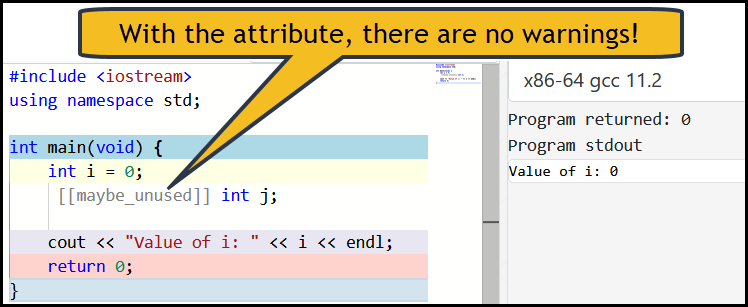 With the attribute, there are no warnings!
#include <iostream>
using namespace std;
int main(void) {
int i = 0;
[[maybe_unused]] int j;
cout << "Value of i: " << i << endl;
return 0;
}
x86-64 gcc 11.2
Program returned: 0
Program stdout
Value of i: 0